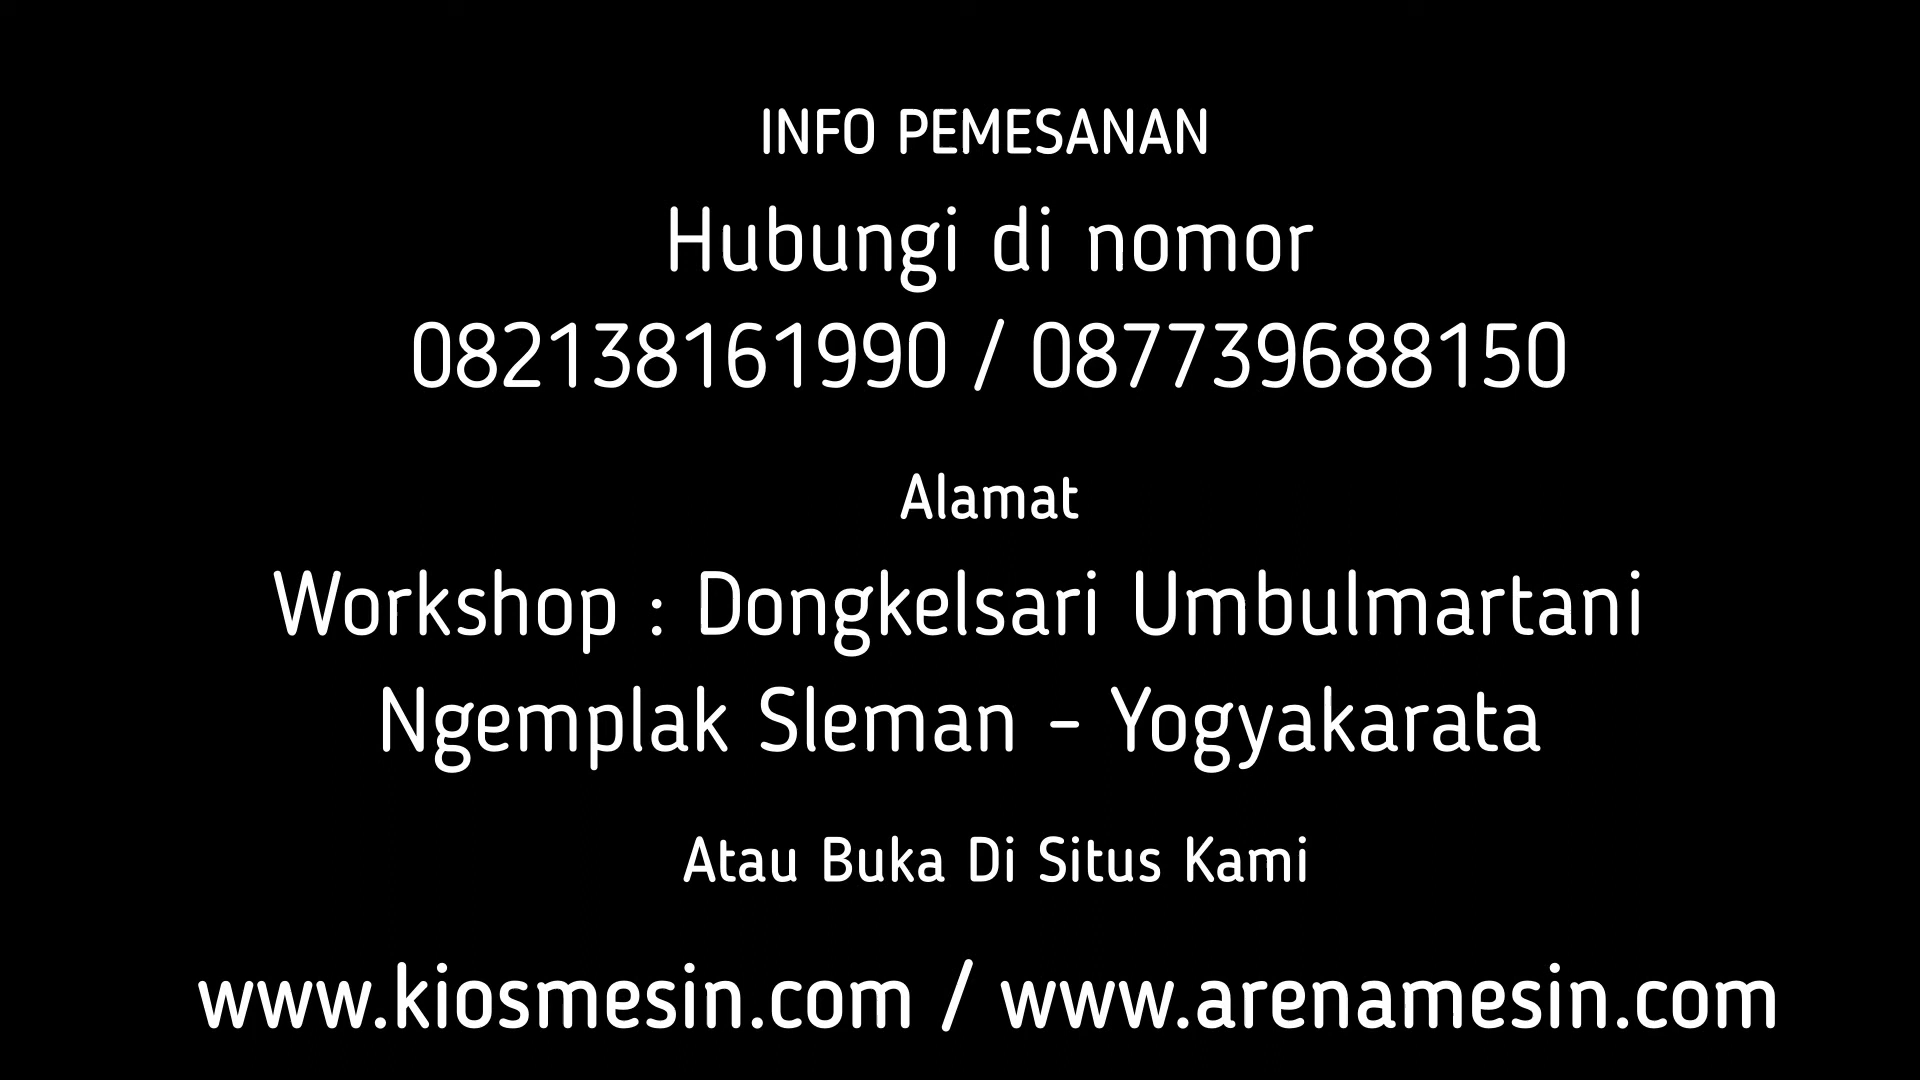 INFO PEMESANAN
Hubungi di nomor
082138161990 / 087739688150
Alamat
Workshop : Dongkelsari Umbulmartani
Ngemplak Sleman - Yogyakarata
Atau Buka Di Situs Kami
www.kiosmesin.com / www.arenamesin.com